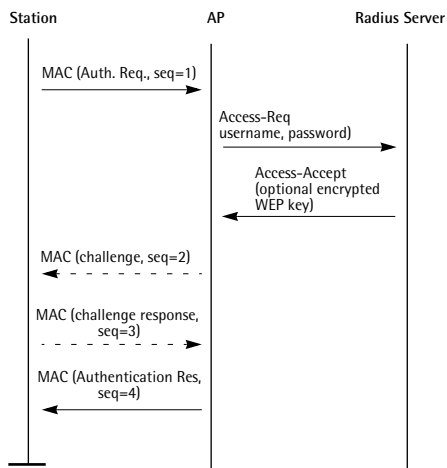 Station
AP
Radius Server
MAC (Auth. Req., seq=1)
Access-Req
username, password)
Access-Accept
(optional encrypted
WEP key)
MAC (challenge, seq=2)
MAC (challenge response,
seq=3)
MAC (Authentication Res,
seq=4)